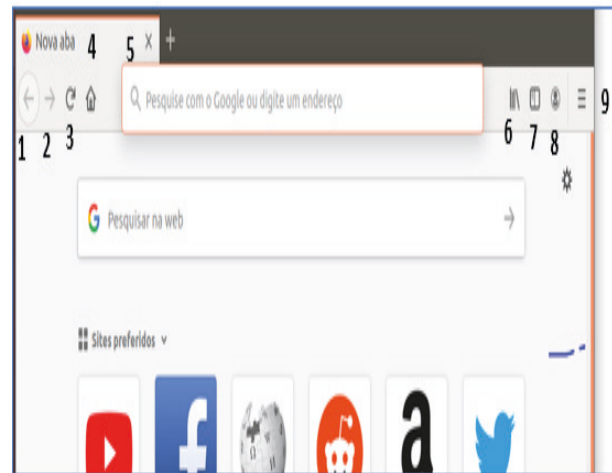 Nova aba 4 5
Pesquise com o Google ou digite um endereço
1 2 3 6 7 8 9
G Pesquisar na web
Sites preferidos
f W a